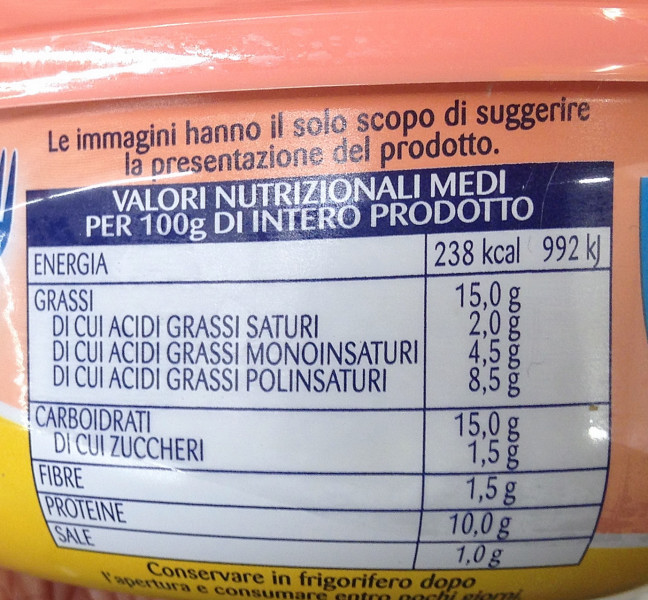 Le immagini hanno il solo scopo di suggerire
la presentazione del prodotto.
VALORI NUTRIZIONALI MEDI
PER 100g DI INTERO PRODOTTO
ENERGIA 238 kcal 992 kJ
GRASSI 15,0 g
DI CUI ACIDI GRASSI SATURI 2,0 g
DI CUI ACIDI GRASSI MONOINSATURI 4,5 g
DI CUI ACIDI GRASSI POLINSATURI 8,5 g
CARBOIDRATI 15,0 g
DI CUI ZUCCHERI 1,5 g
FIBRE 1,5 g
PROTEINE 10,0 g
SALE 1,0 g
Conservare in frigorifero dopo
l'apertura e consumare entro pochi giorni